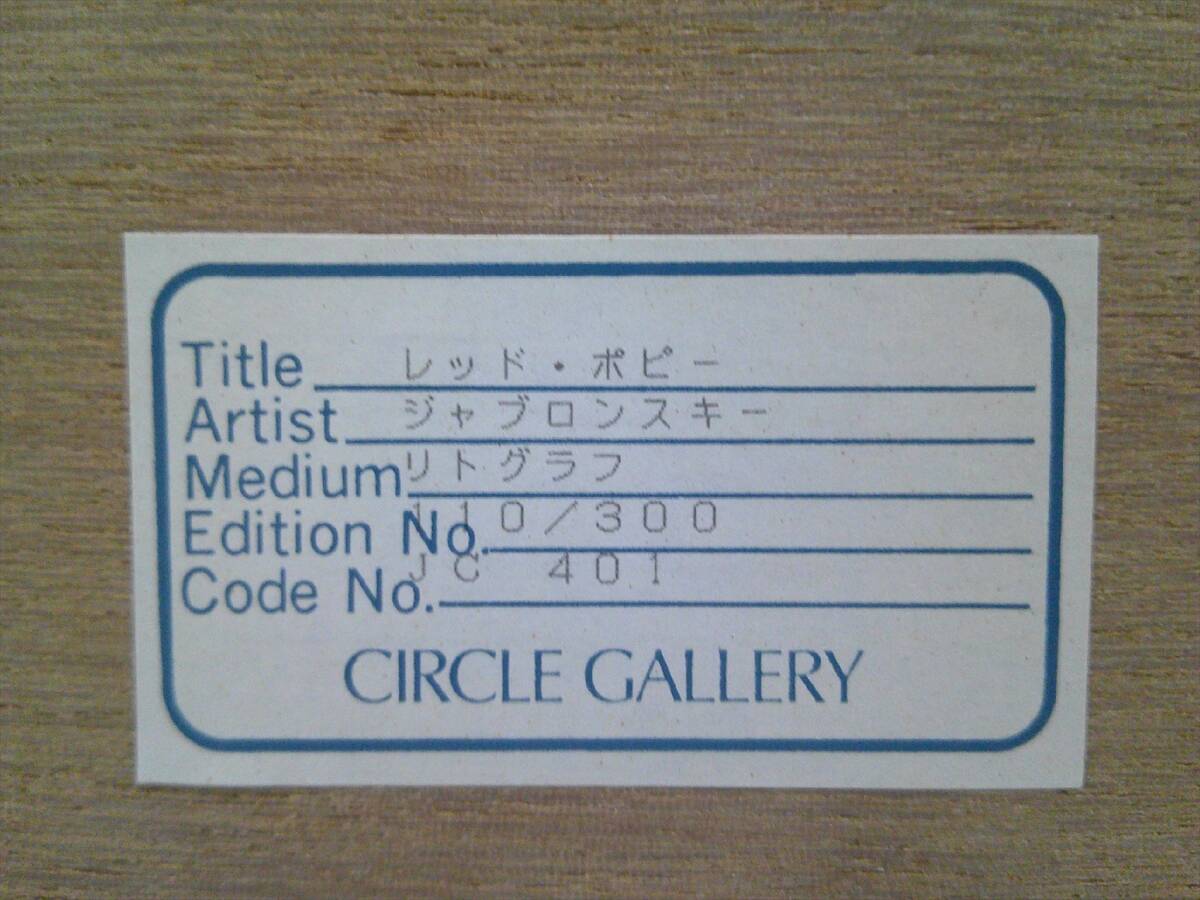 Title レッド・ポピー
Artist ジャブロンスキー
Medium リトグラフ
Edition No. 110/300
Code No. JC 401
CIRCLE GALLERY